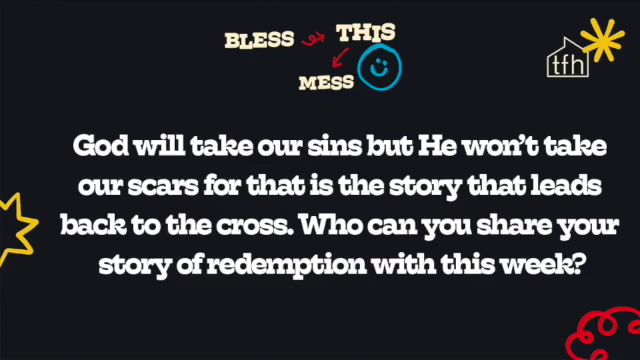 BLESS THIS
MESS
tfh
God will take our sins but He won't take
our scars for that is the story that leads
back to the cross. Who can you share your
story of redemption with this week?